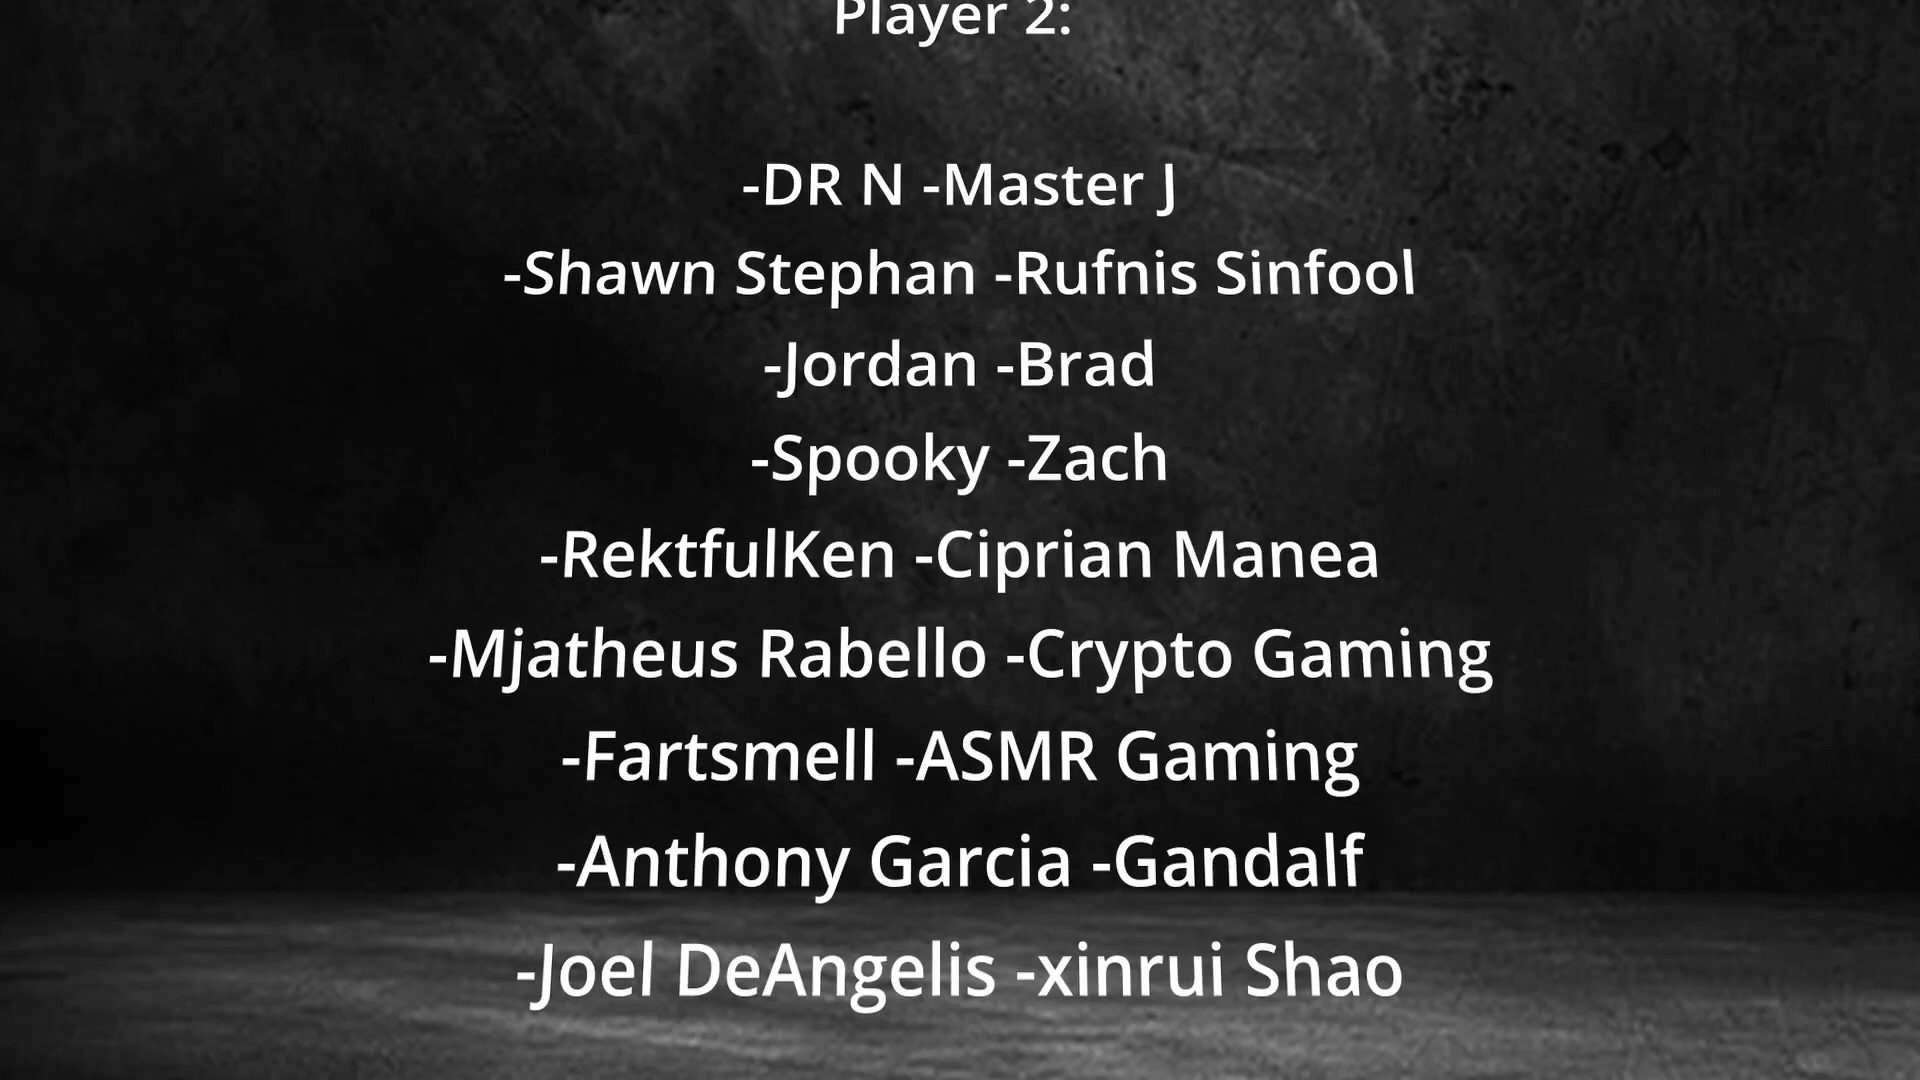 Player 2:
-DR N -Master J
-Shawn Stephan -Rufnis Sinfool
-Jordan -Brad
-Spooky -Zach
-RektfulKen -Ciprian Manea
-Mjatheus Rabello -Crypto Gaming
-Fartsmell -ASMR Gaming
-Anthony Garcia -Gandalf
-Joel DeAngelis -xinrui Shao